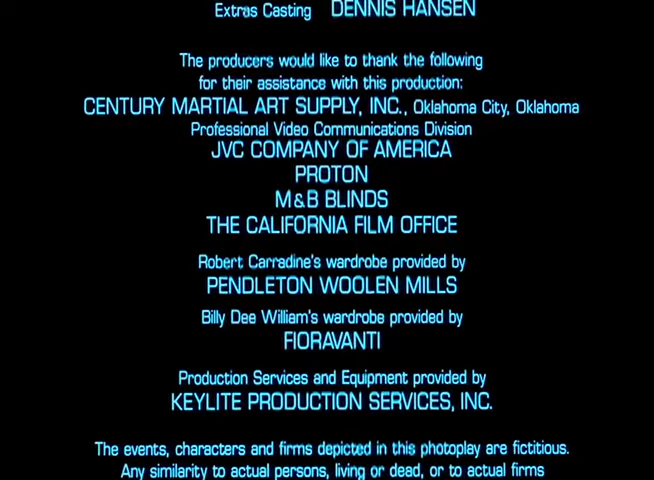 Extras Casting DENNIS HANSEN
The producers would like to thank the following
for their assistance with this production:
CENTURY MARTIAL ART SUPPLY, INC., Oklahoma City, Oklahoma
Professional Video Communications Division
JVC COMPANY OF AMERICA
PROTON
M&B BLINDS
THE CALIFORNIA FILM OFFICE
Robert Carradine's wardrobe provided by
PENDLETON WOOLEN MILLS
Billy Dee William's wardrobe provided by
FIORAVANTI
Production Services and Equipment provided by
KEYLITE PRODUCTION SERVICES, INC.
The events, characters and firms depicted in this photoplay are fictitious.
Any similarity to actual persons, living or dead, or to actual firms